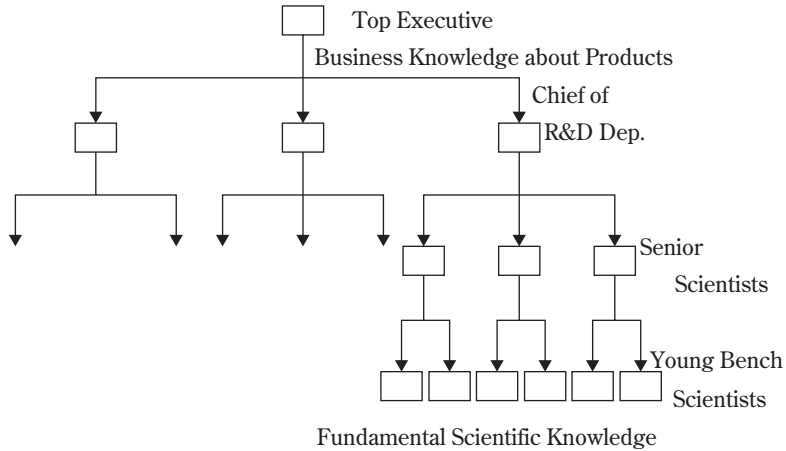 Top Executive
Business Knowledge about Products
Chief of
R&D Dep.
Senior
Scientists
Young Bench
Scientists
Fundamental Scientific Knowledge